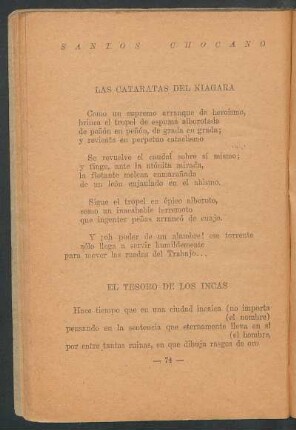 SANTOS CHOCANO
LAS CATARATAS DEL NIAGARA
Como un supremo arranque de heroísmo,
brinca el tropel de espuma alborotada
de peñón en peñón, de grada en grada;
y revienta en perpetuo cataclismo
Se revuelve el caudal sobre sí mismo;
y finge, ante la atónita mirada,
la flotante melena enmarañada
de un león enjaulado en el abismo.
Sigue el tropel en épico alboroto,
como un inacabable terremoto
que ingentes peñas arrancó de cuajo.
Y ¡oh poder de un alambre! ese torrente
sólo llega a servir humildemente
para mover las ruedas del Trabajo...
EL TESORO DE LOS INCAS
Hace tiempo que en una ciudad incaica (no importa
(el nombre)
pensando en la sentencia que eternamente lleva en sí
(el hombre,
por entre tantas ruinas, en que dibuja rasgos de oro
— 78 —